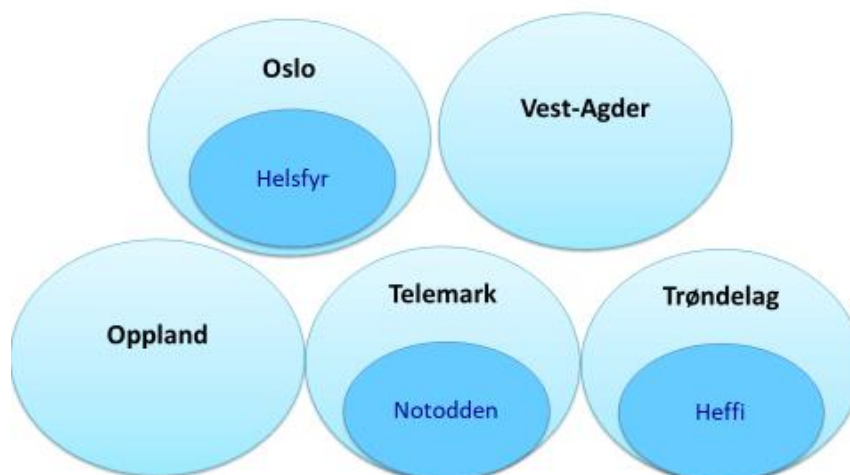 Oslo
Vest-Agder
Helsfyr
Oppland
Telemark
Trøndelag
Notodden
Heffi